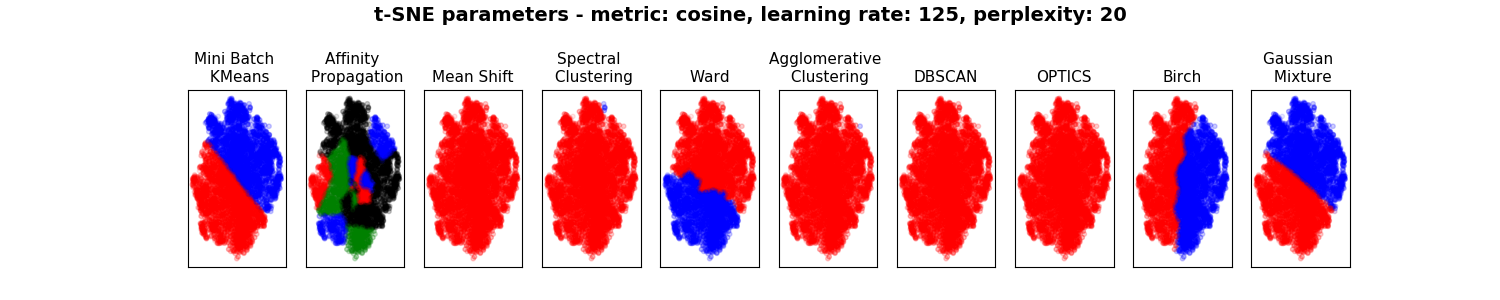 t-SNE parameters - metric: cosine, learning rate: 125, perplexity: 20
Mini Batch
KMeans
Affinity
Propagation
Mean Shift
Spectral
Clustering
Ward
Agglomerative
Clustering
DBSCAN
OPTICS
Birch
Gaussian
Mixture